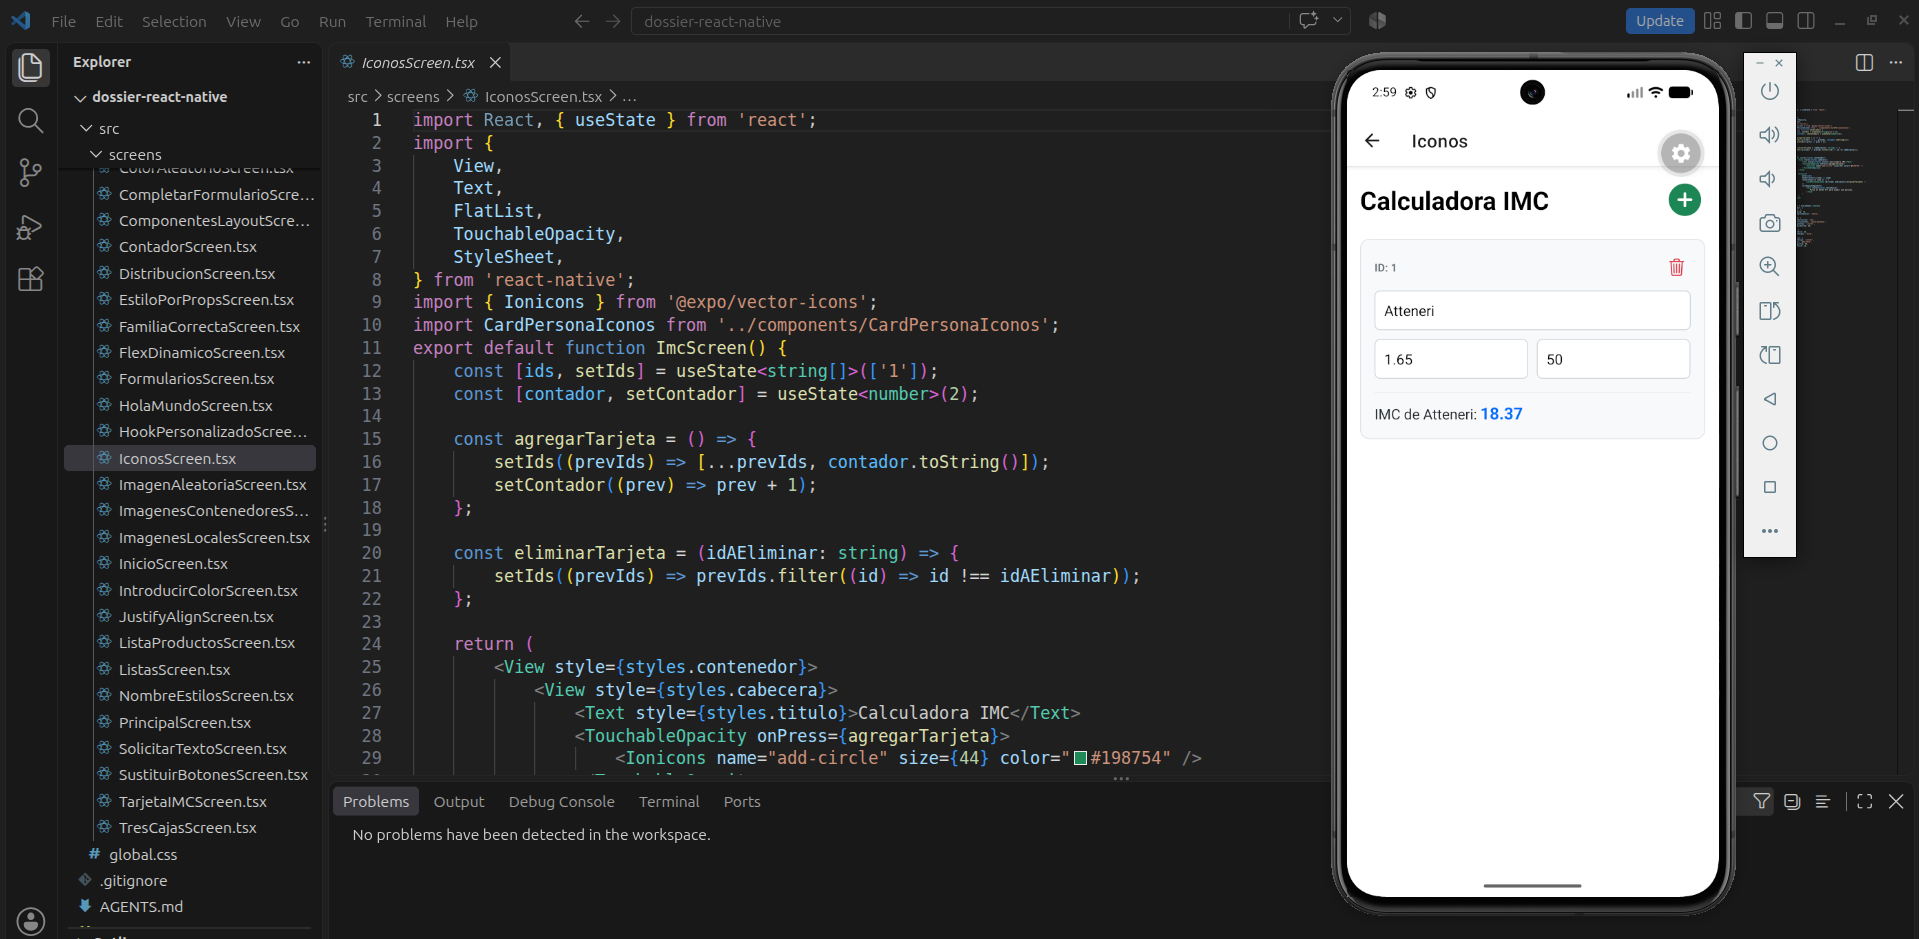 File Edit Selection View Go Run Terminal Help
dossier-react-native
Update
Explorer
dossier-react-native
src
screens
ColorAleatorioScreen.tsx
CompletarFormularioScre...
ComponentesLayoutScre...
ContadorScreen.tsx
DistribucionScreen.tsx
EstiloPorPropsScreen.tsx
FamiliaCorrectaScreen.tsx
FlexDinamicoScreen.tsx
FormulariosScreen.tsx
HolaMundoScreen.tsx
HookPersonalizadoScree...
IconosScreen.tsx
ImagenAleatoriaScreen.tsx
ImagenesContenedoresS...
ImagenesLocalesScreen.tsx
InicioScreen.tsx
IntroducirColorScreen.tsx
JustifyAlignScreen.tsx
ListaProductosScreen.tsx
ListasScreen.tsx
NombreEstilosScreen.tsx
PrincipalScreen.tsx
SolicitarTextoScreen.tsx
SustituirBotonesScreen.tsx
TarjetaIMCScreen.tsx
TresCajasScreen.tsx
# global.css
.gitignore
AGENTS.md
IconosScreen.tsx
src > screens > IconosScreen.tsx > ...
1 import React, { useState } from 'react';
2 import {
3 View,
4 Text,
5 FlatList,
6 TouchableOpacity,
7 StyleSheet,
8 } from 'react-native';
9 import { Ionicons } from '@expo/vector-icons';
10 import CardPersonaIconos from '../components/CardPersonaIconos';
11 export default function ImcScreen() {
12 const [ids, setIds] = useState<string[]>(['1']);
13 const [contador, setContador] = useState<number>(2);
14
15 const agregarTarjeta = () => {
16 setIds((prevIds) => [...prevIds, contador.toString()]);
17 setContador((prev) => prev + 1);
18 };
19
20 const eliminarTarjeta = (idAEliminar: string) => {
21 setIds((prevIds) => prevIds.filter((id) => id !== idAEliminar));
22 };
23
24 return (
25 <View style={styles.contenedor}>
26 <View style={styles.cabecera}>
27 <Text style={styles.titulo}>Calculadora IMC</Text>
28 <TouchableOpacity onPress={agregarTarjeta}>
29 <Ionicons name="add-circle" size={44} color="#198754" />
Problems Output Debug Console Terminal Ports
No problems have been detected in the workspace.
2:59
Iconos
Calculadora IMC
ID: 1
Atteneri
1.65 50
IMC de Atteneri: 18.37